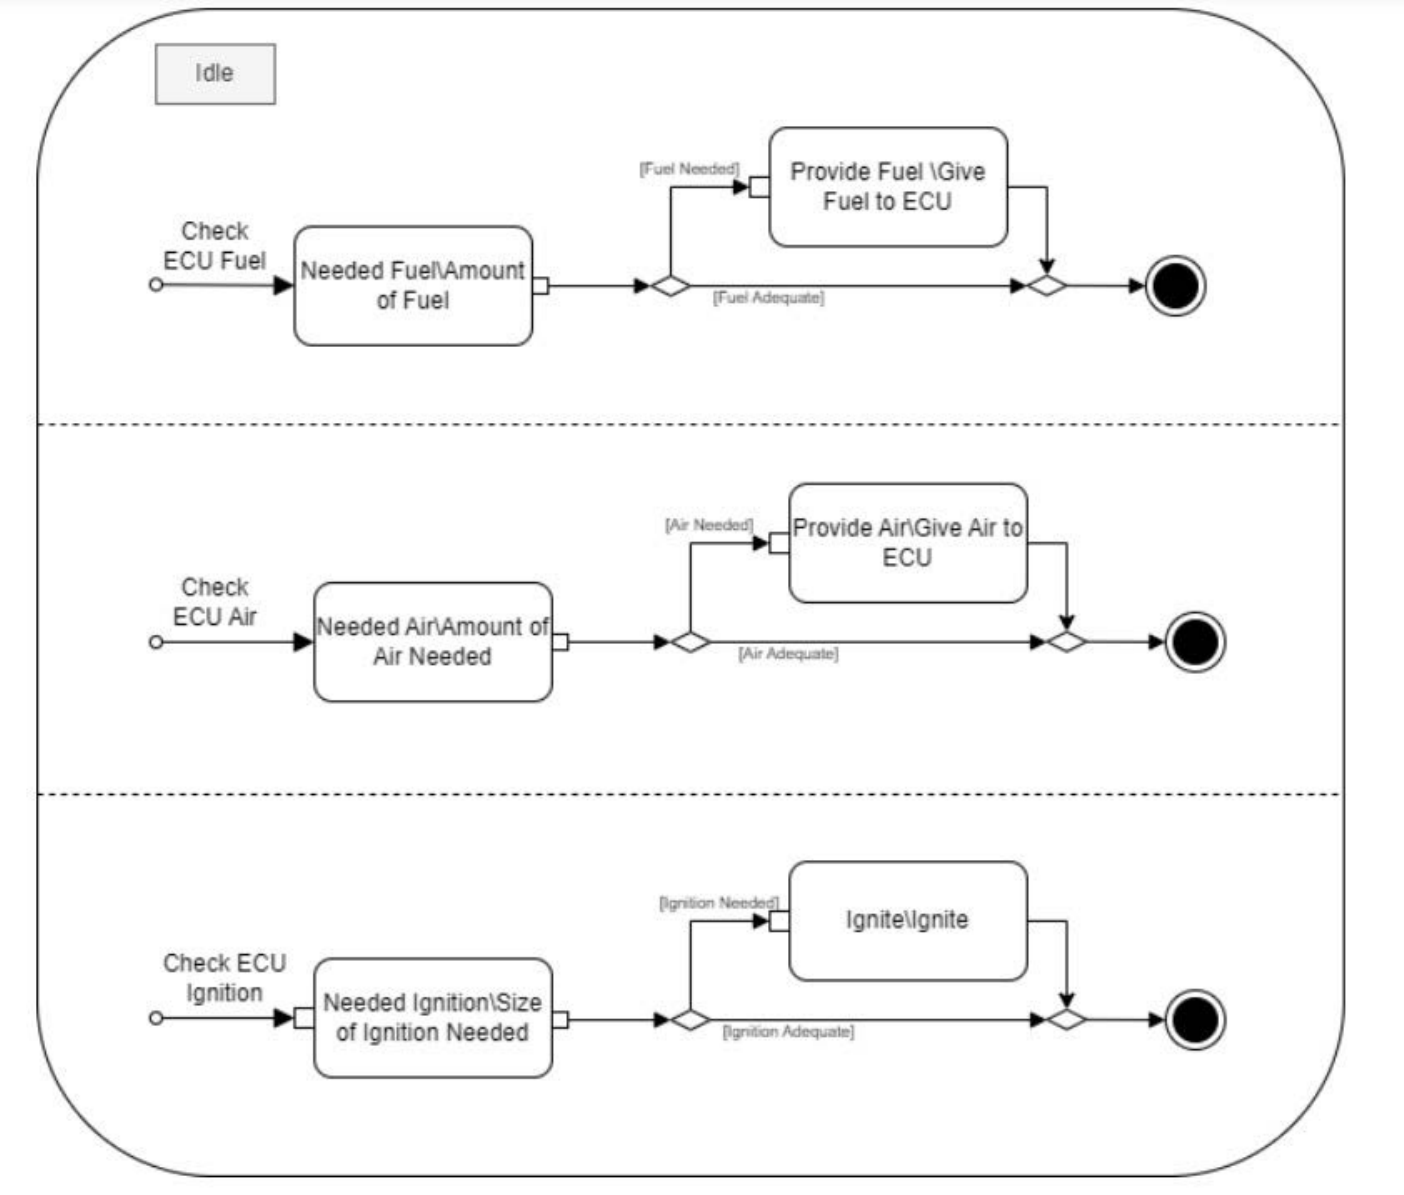 Idle
[Fuel Needed]
Provide Fuel \Give
Fuel to ECU
Check
ECU Fuel
Needed Fuel\Amount
of Fuel
[Fuel Adequate]
[Air Needed]
Provide Air\Give Air to
ECU
Check
ECU Air
Needed Air\Amount of
Air Needed
[Air Adequate]
[Ignition Needed]
Ignite\Ignite
Check ECU
Ignition
Needed Ignition\Size
of Ignition Needed
[Ignition Adequate]